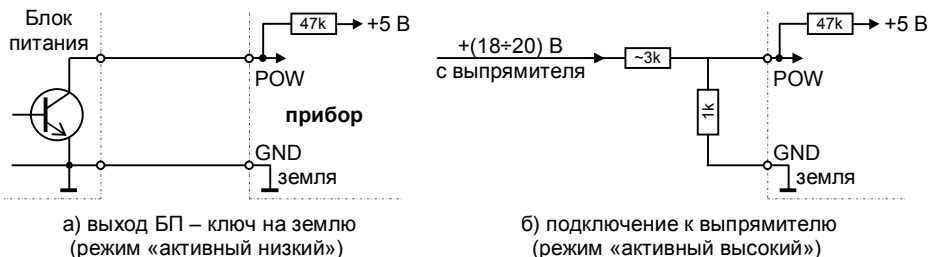 Блок
питания
47k
+5 В
POW
прибор
GND
земля
а) выход БП – ключ на землю
(режим «активный низкий»)
+(18÷20) В
с выпрямителя
~3k
1k
47k
+5 В
POW
GND
земля
б) подключение к выпрямителю
(режим «активный высокий»)